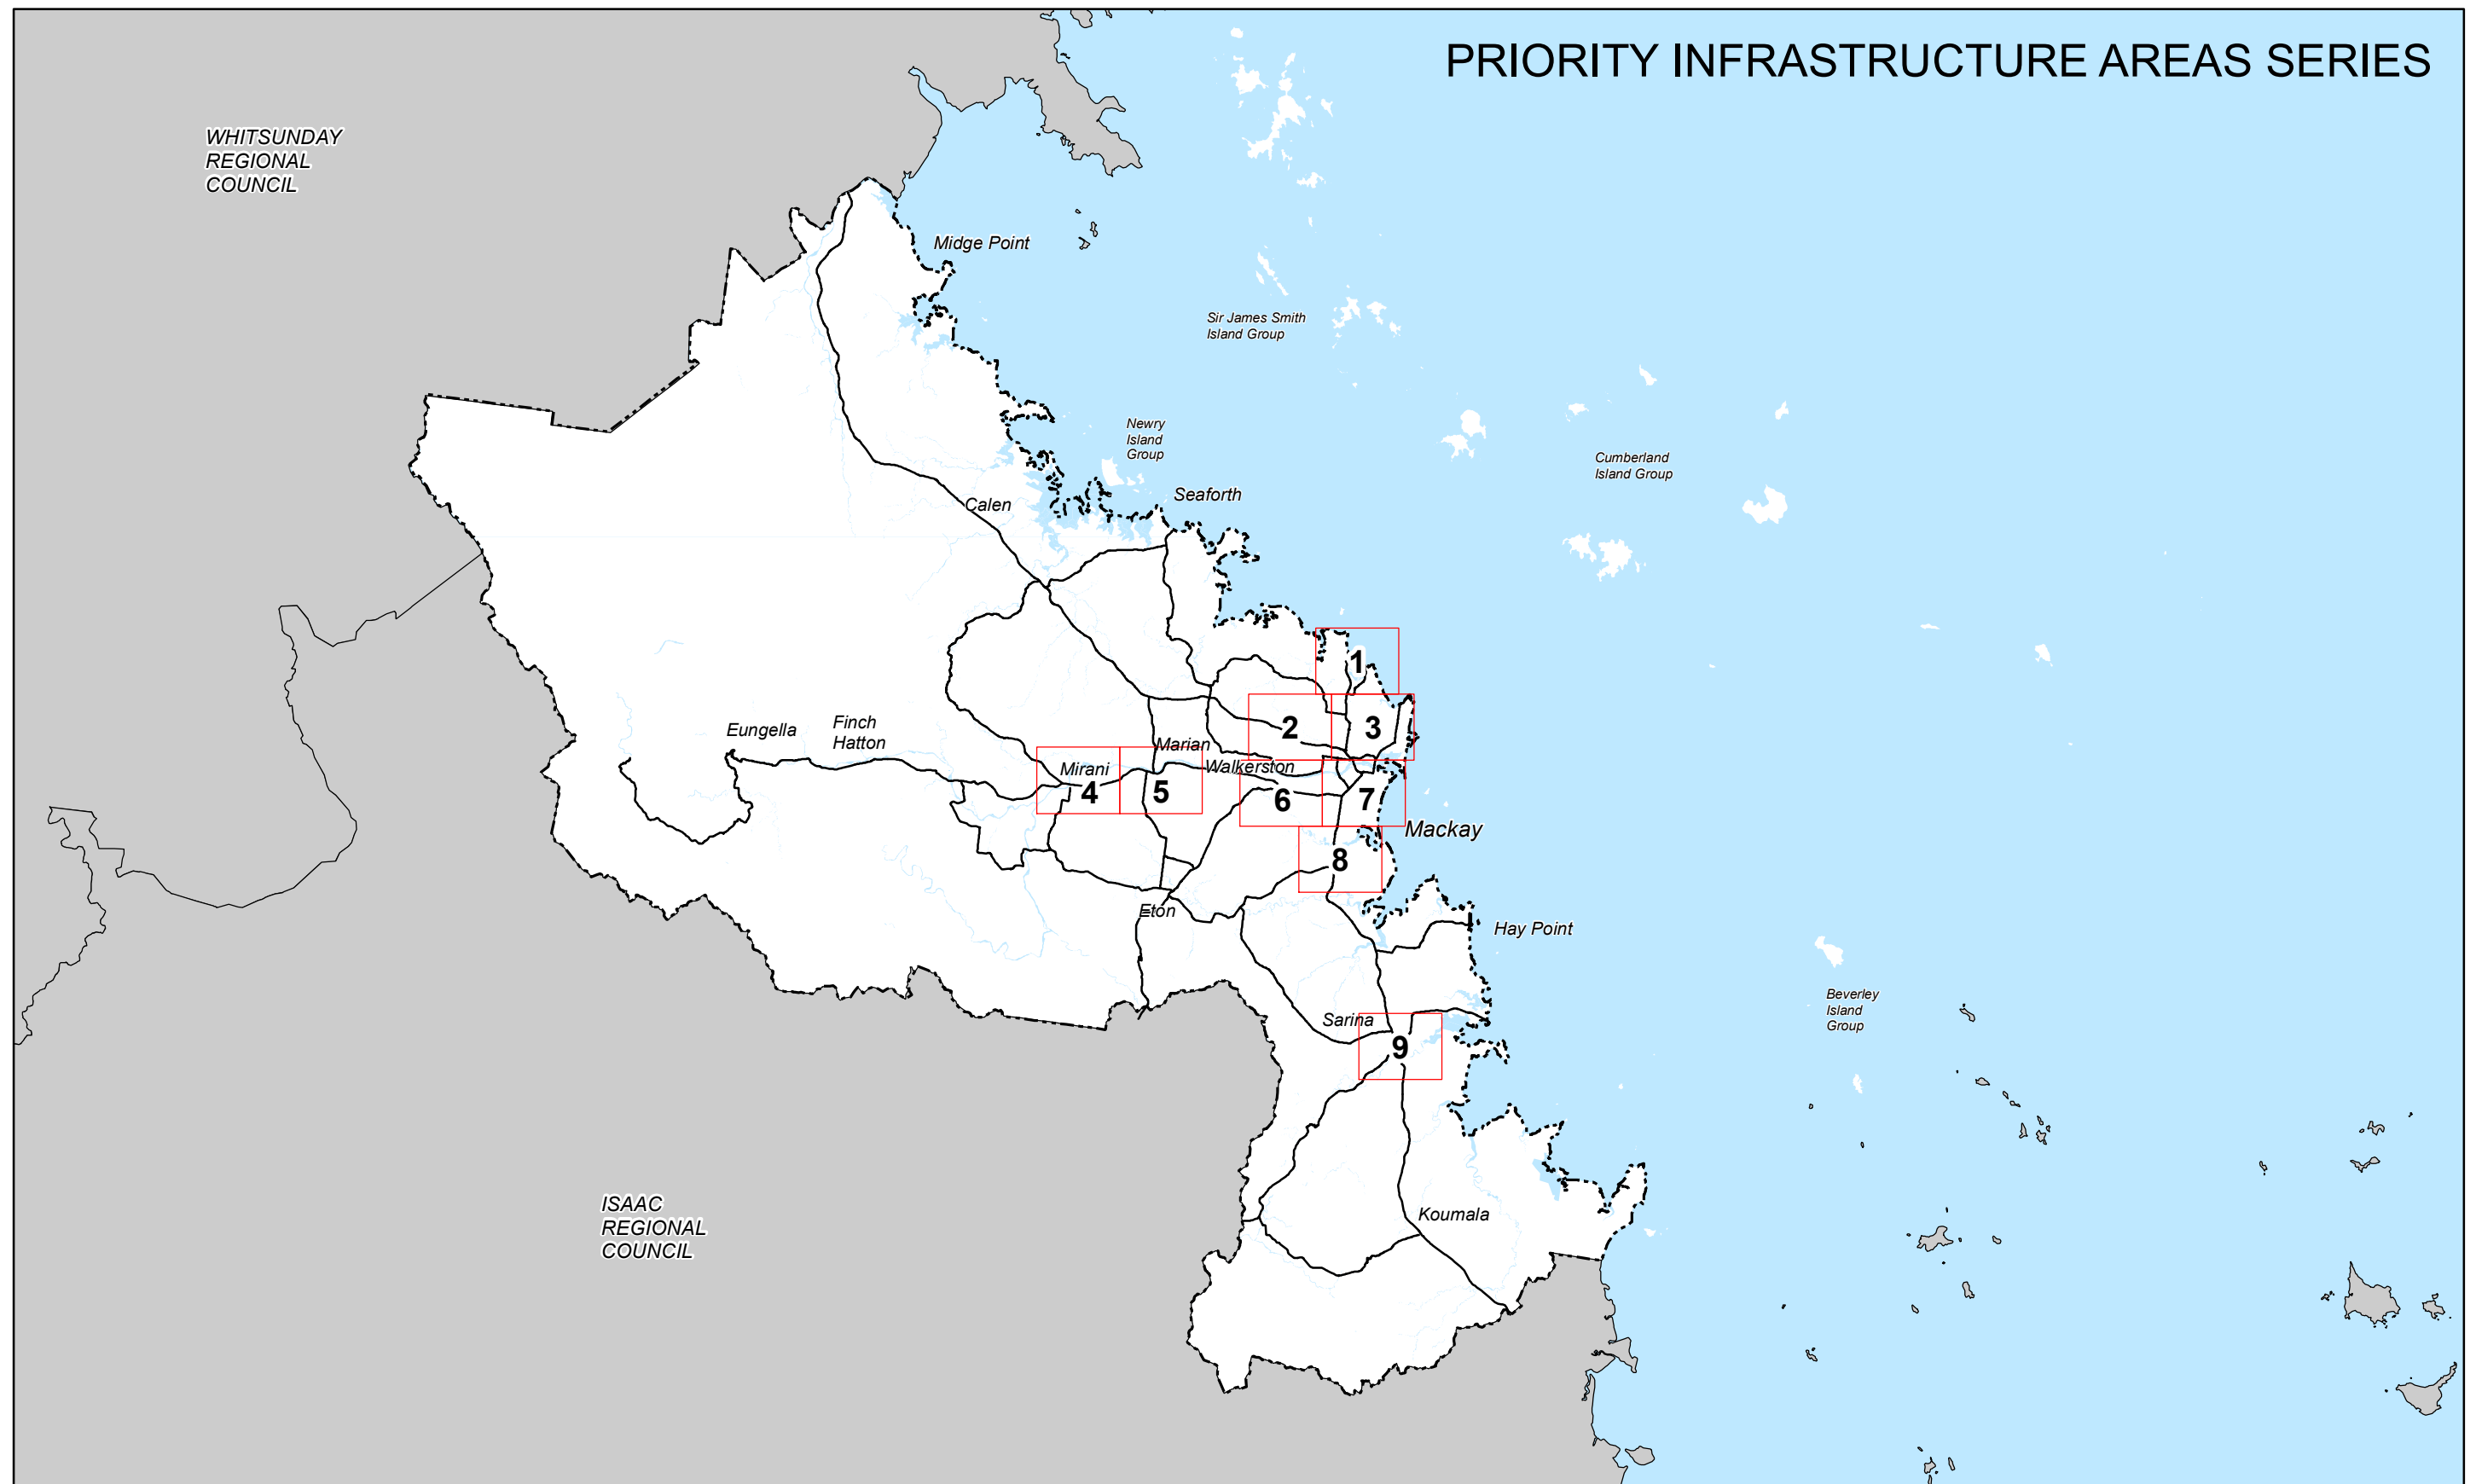 PRIORITY INFRASTRUCTURE AREAS SERIES
WHITSUNDAY
REGIONAL
COUNCIL
Midge Point
Sir James Smith
Island Group
Newry
Island
Group
Cumberland
Island Group
Seaforth
Calen
1
Eungella
Finch
Hatton
2
3
Marian
Mirani
Walkerston
4
5
6
7
Mackay
8
Eton
Hay Point
Beverley
Island
Group
Sarina
9
ISAAC
REGIONAL
COUNCIL
Koumala